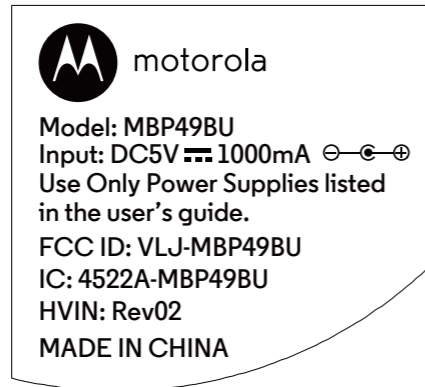 motorola
Model: MBP49BU
Input: DC5V ⎓ 1000mA
Use Only Power Supplies listed
in the user's guide.
FCC ID: VLJ-MBP49BU
IC: 4522A-MBP49BU
HVIN: Rev02
MADE IN CHINA